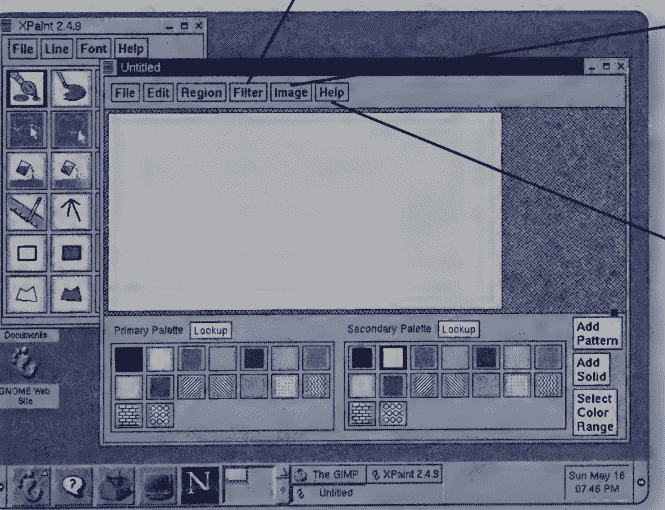 XPaint 2.4.9
File Line Font Help
Untitled
File Edit Region Filter Image Help
Primary Palette Lookup
Secondary Palette Lookup
Add
Pattern
Add
Solid
Select
Color
Range
Documents
GNOME Web
Site
N
The GIMP
XPaint 2.4.9
Untitled
Sun May 16
07:46 PM